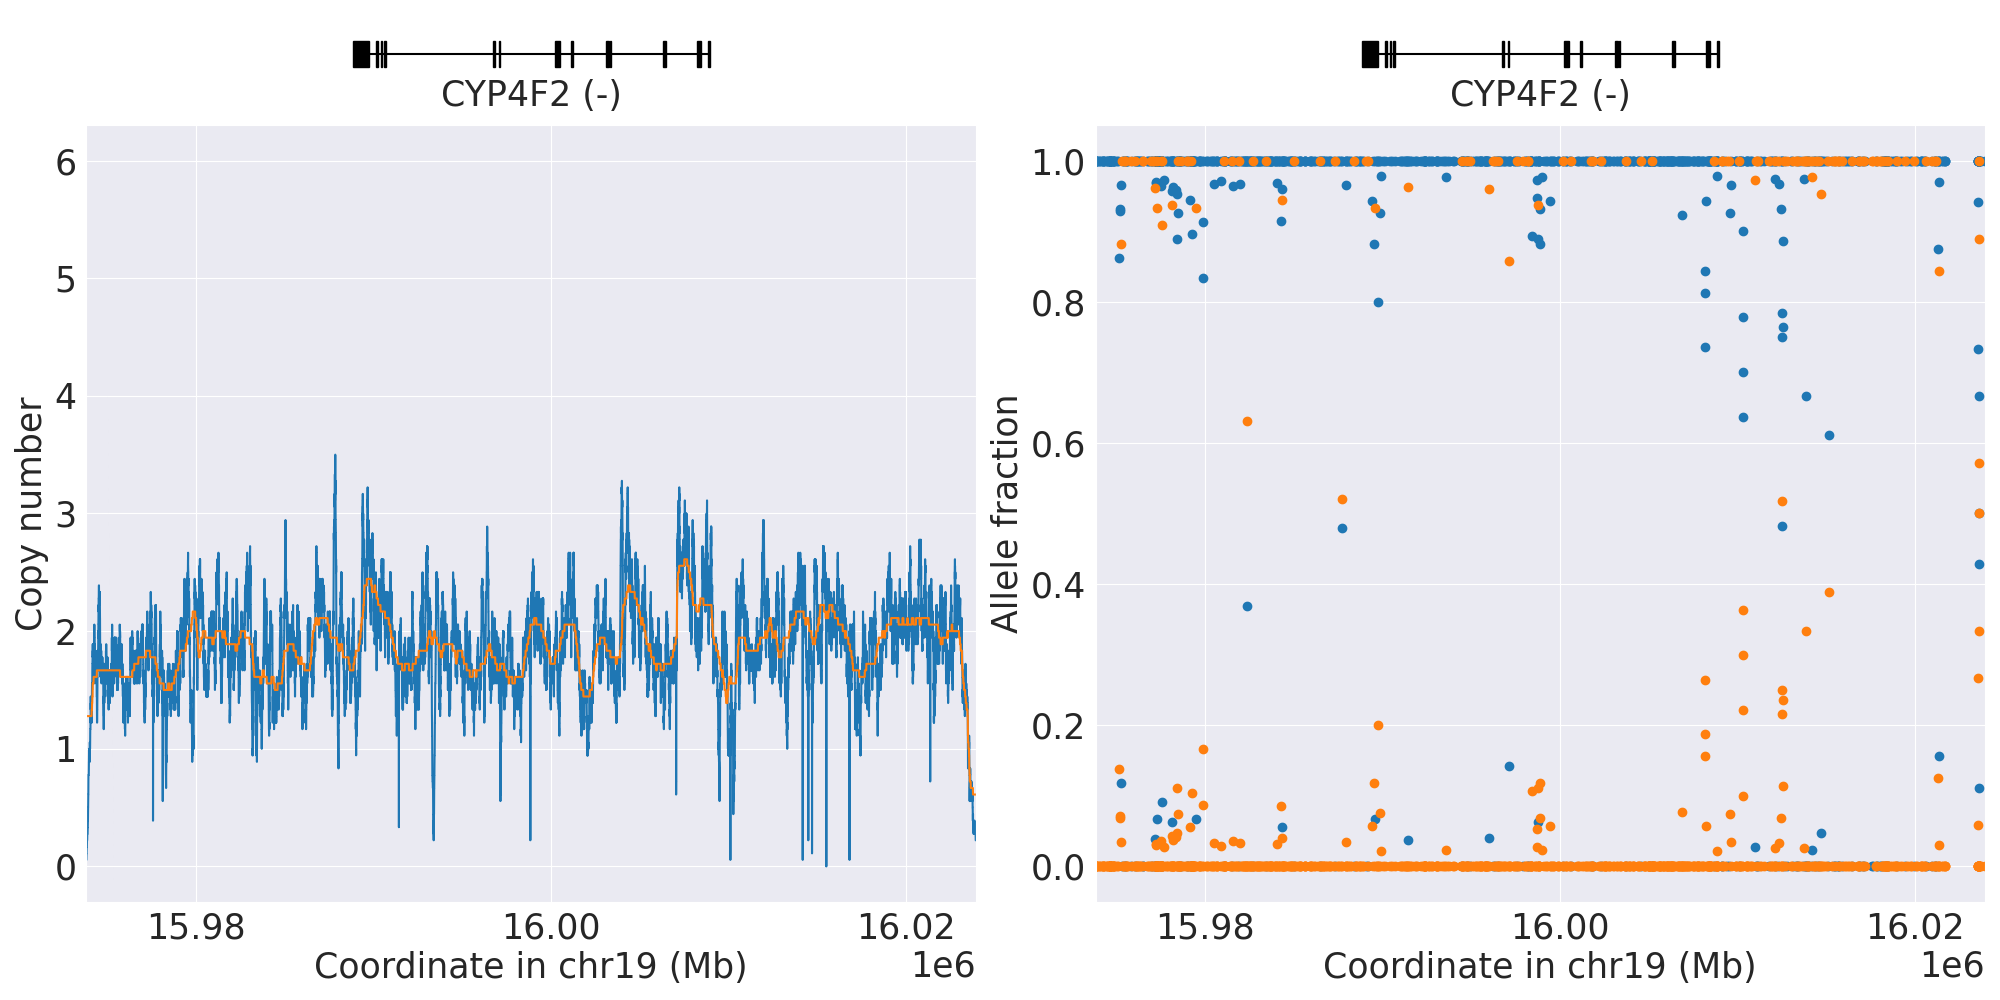 CYP4F2 (-)
6
5
4
3
2
1
0
Copy number
15.98
16.00
16.02
Coordinate in chr19 (Mb)
1e6
CYP4F2 (-)
1.0
0.8
0.6
0.4
0.2
0.0
Allele fraction
15.98
16.00
16.02
Coordinate in chr19 (Mb)
1e6